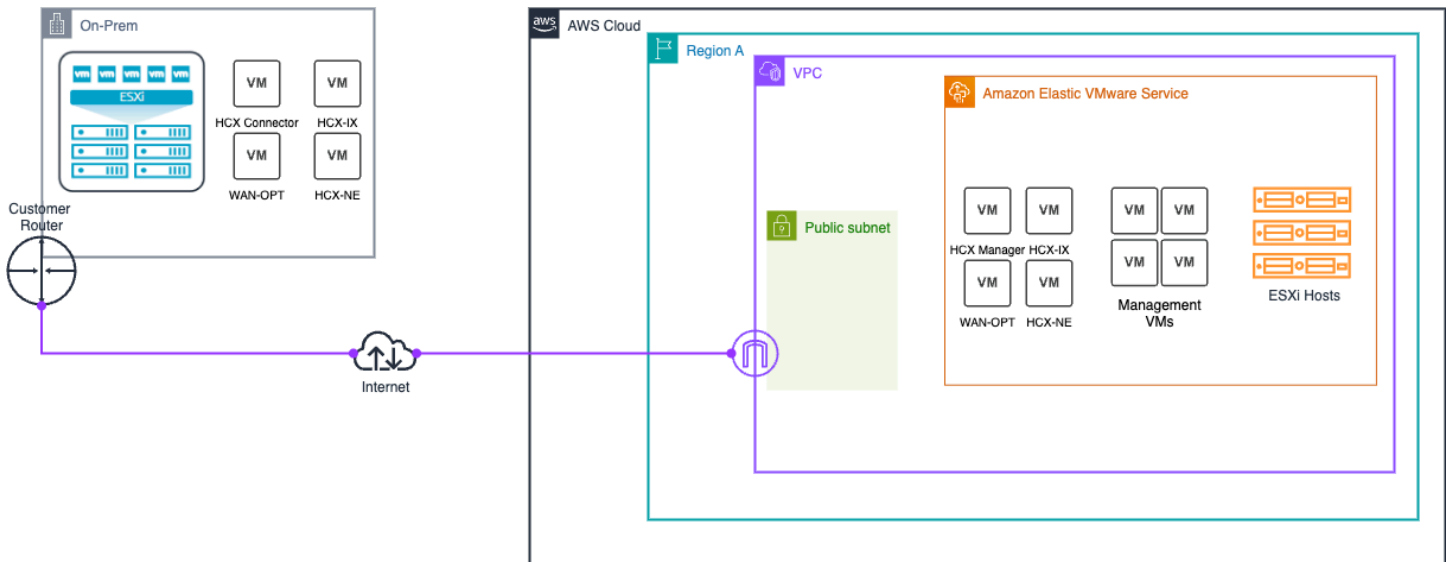 On-Prem
vm vm vm vm vm
ESXi
VM
VM
HCX Connector
HCX-IX
VM
VM
WAN-OPT
HCX-NE
Customer
Router
Internet
aws
AWS Cloud
Region A
VPC
Public subnet
Amazon Elastic VMware Service
VM
VM
HCX Manager
HCX-IX
VM
VM
WAN-OPT
HCX-NE
VM
VM
VM
VM
Management
VMs
ESXi Hosts